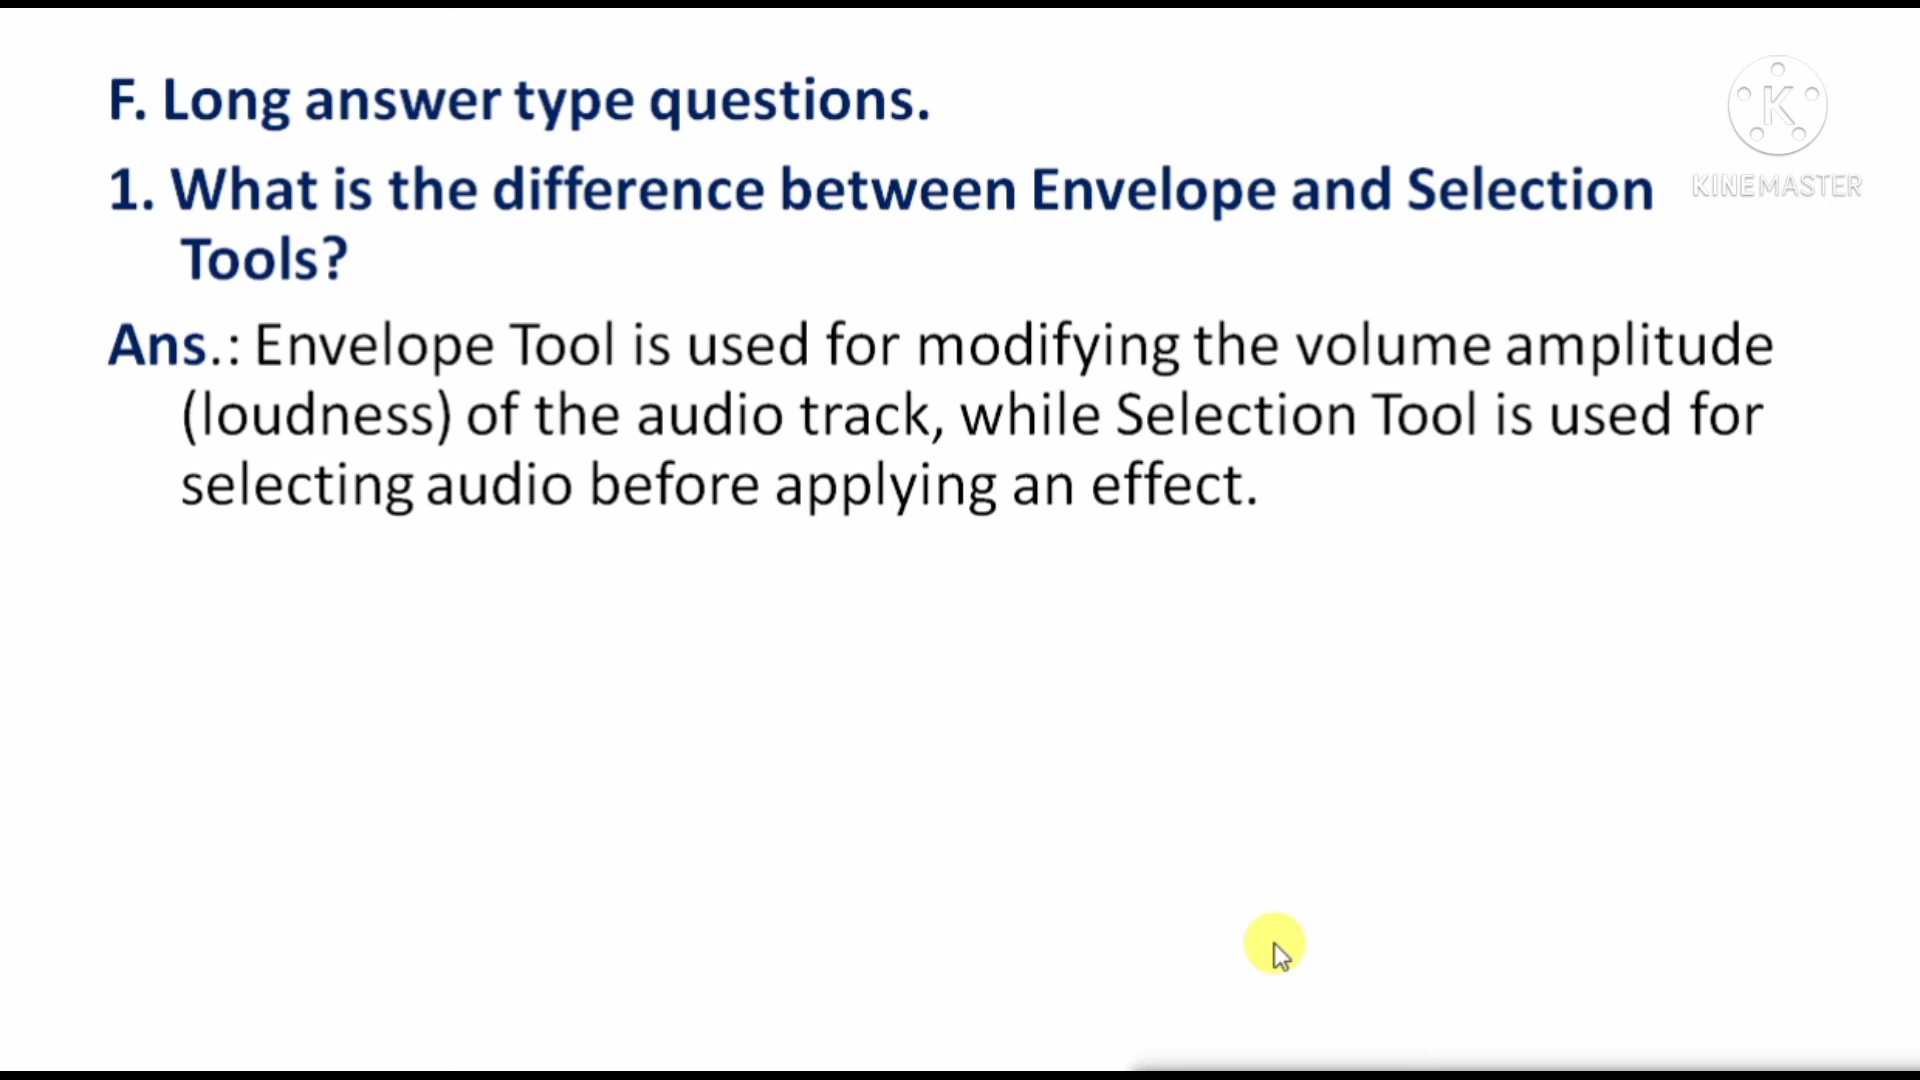 F. Long answer type questions.
K
1. What is the difference between Envelope and Selection
KINEMASTER
Tools?
Ans.: Envelope Tool is used for modifying the volume amplitude
(loudness) of the audio track, while Selection Tool is used for
selecting audio before applying an effect.